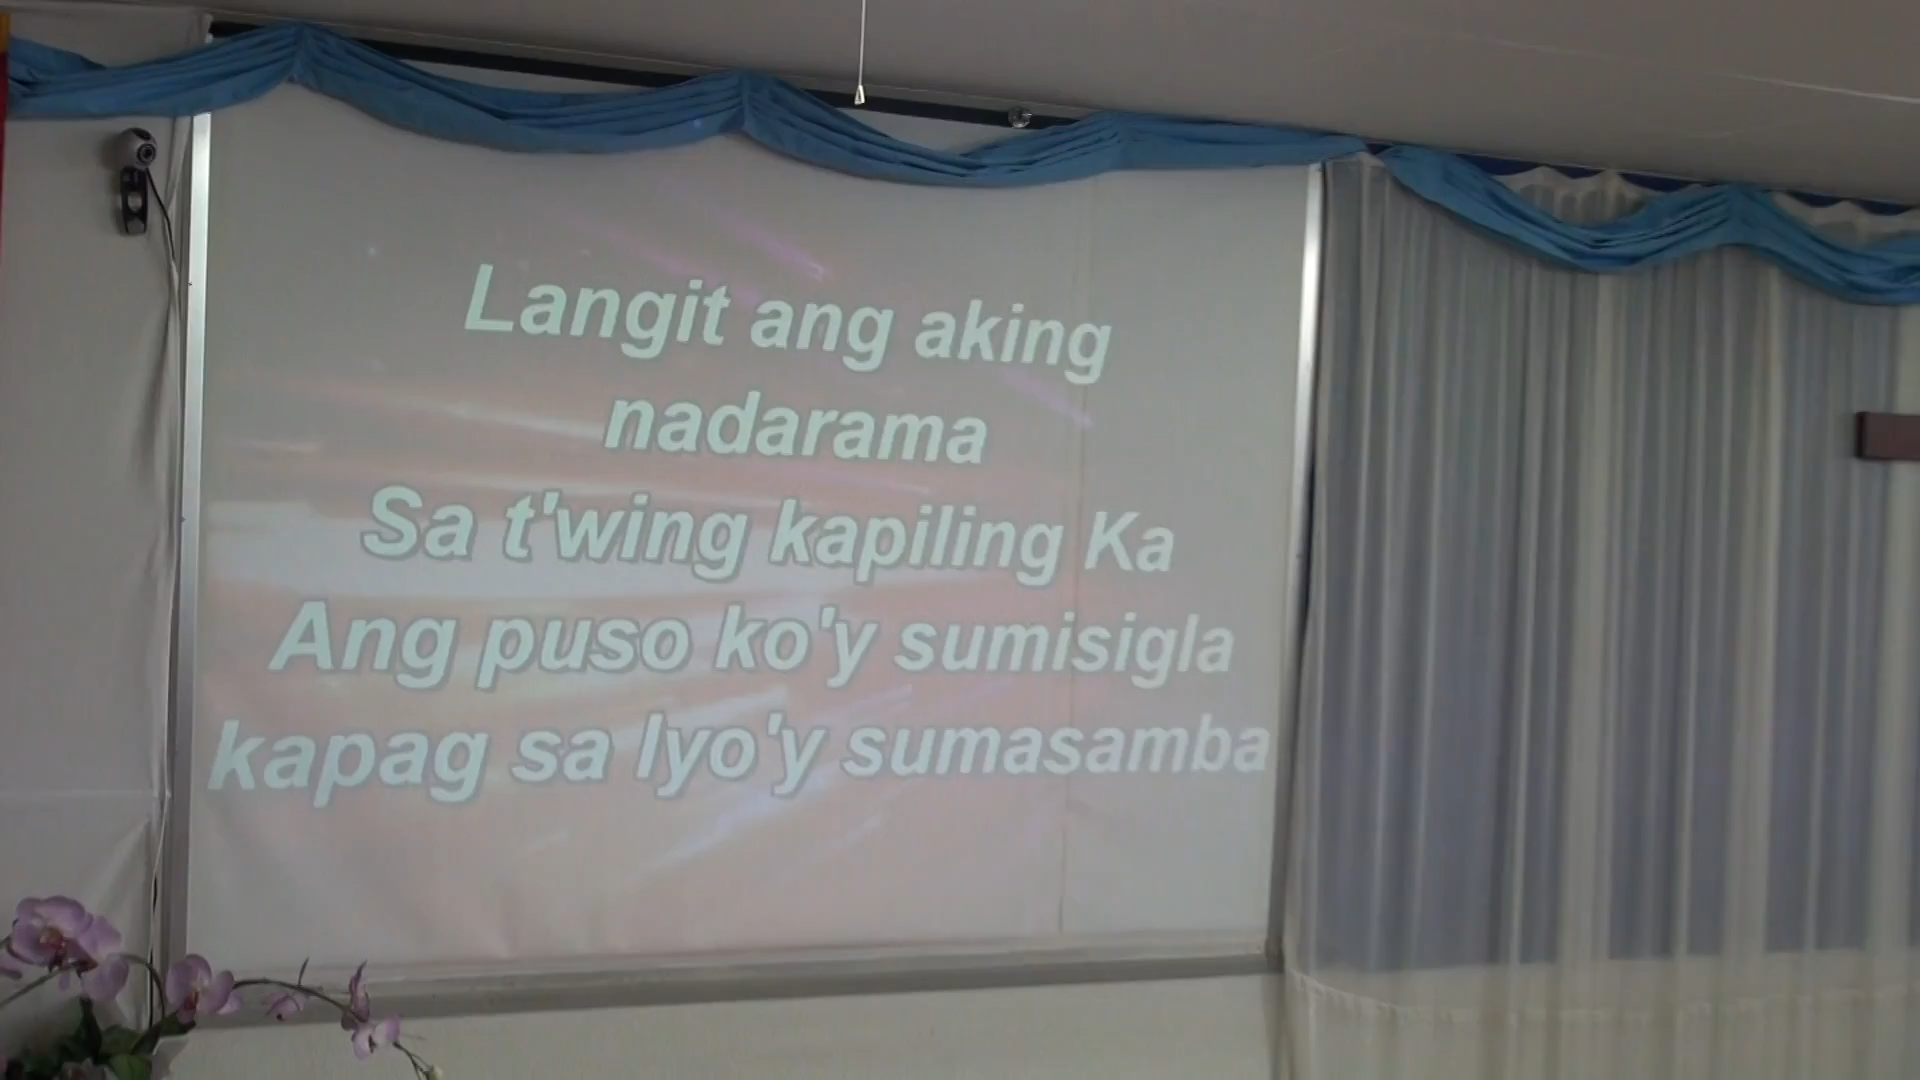 Langit ang aking
nadarama
Sa t'wing kapiling Ka
Ang puso ko'y sumisigla
kapag sa Iyo'y sumasamba